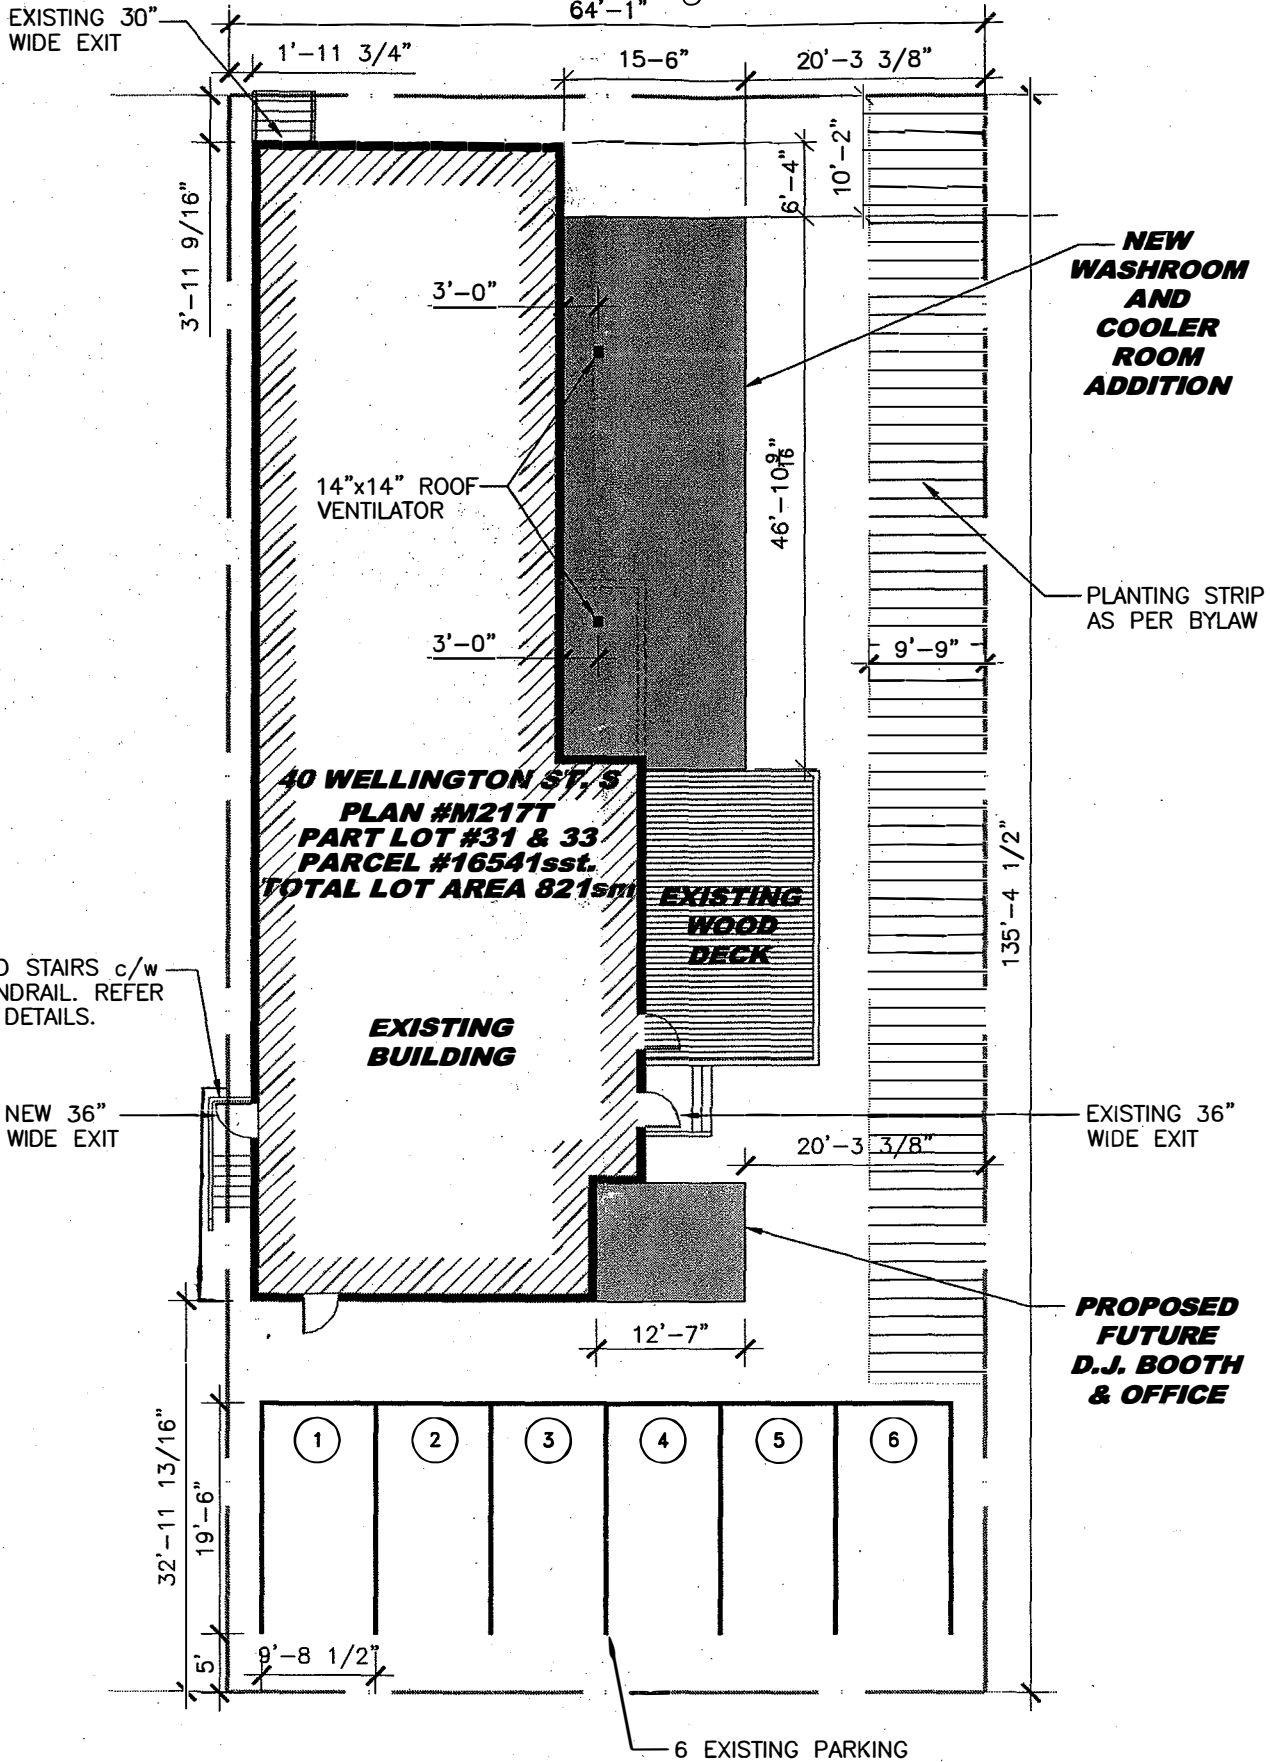 EXISTING 30"
WIDE EXIT
64'-1"
1'-11 3/4"
15-6"
20'-3 3/8"
10'-2"
6'-4"
3'-11 9/16"
NEW
WASHROOM
AND
COOLER
ROOM
ADDITION
3'-0"
14"x14" ROOF
VENTILATOR
46'-10 9/16"
PLANTING STRIP
AS PER BYLAW
3'-0"
9'-9"
40 WELLINGTON ST. S
PLAN #M217T
PART LOT #31 & 33
PARCEL #16541sst.
TOTAL LOT AREA 821sm
EXISTING
WOOD
DECK
135'-4 1/2"
STAIRS c/w
NDRAIL. REFER
DETAILS.
EXISTING
BUILDING
NEW 36"
WIDE EXIT
EXISTING 36"
WIDE EXIT
20'-3 3/8"
PROPOSED
FUTURE
D.J. BOOTH
& OFFICE
12'-7"
1
2
3
4
5
6
32'-11 13/16"
19'-6"
5'
9'-8 1/2"
6 EXISTING PARKING